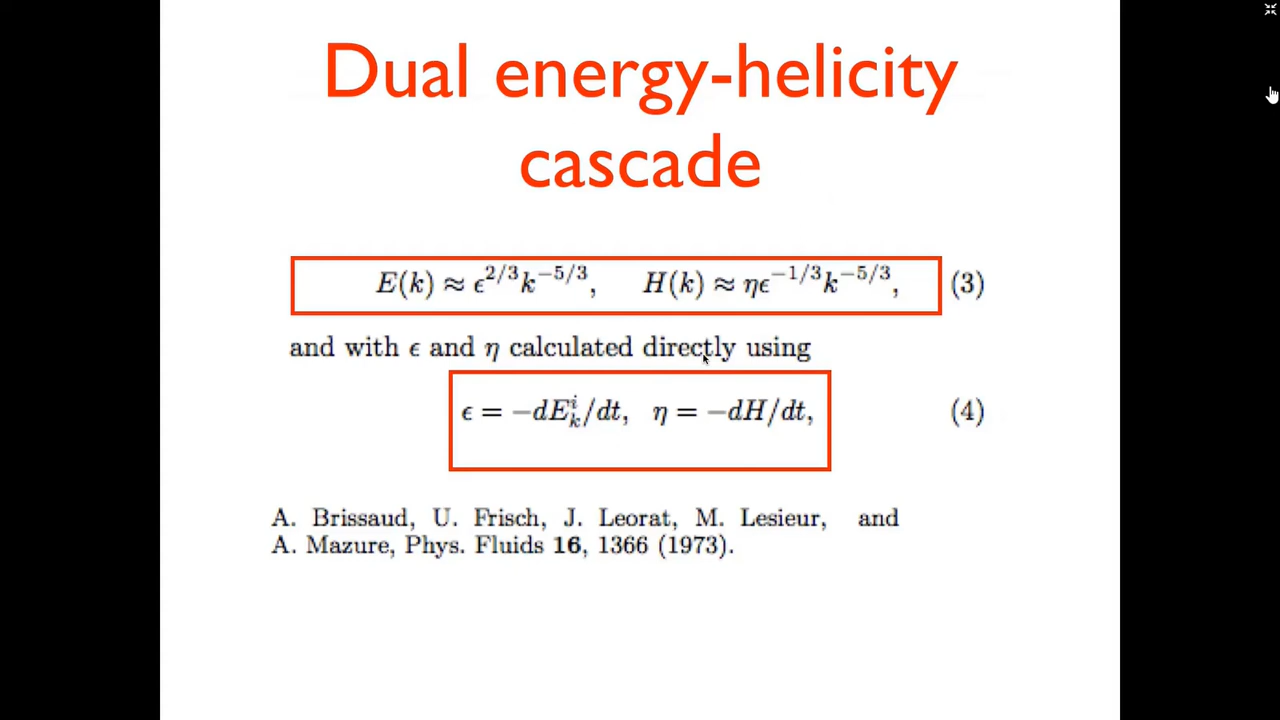 Dual energy-helicity
cascade
E(k) ≈ ϵ^{2/3}k^{−5/3}, H(k) ≈ ηϵ^{−1/3}k^{−5/3}, (3)
and with ϵ and η calculated directly using
ϵ = −dE_k^i/dt, η = −dH/dt, (4)
A. Brissaud, U. Frisch, J. Leorat, M. Lesieur, and
A. Mazure, Phys. Fluids 16, 1366 (1973).